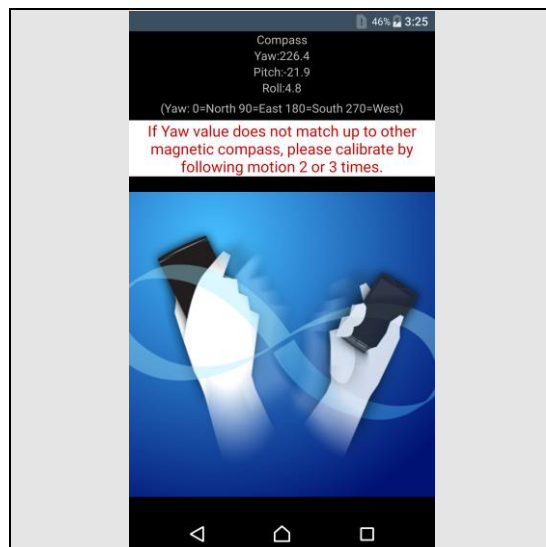 46% 3:25
Compass
Yaw:226.4
Pitch:-21.9
Roll:4.8
(Yaw: 0=North 90=East 180=South 270=West)
If Yaw value does not match up to other
magnetic compass, please calibrate by
following motion 2 or 3 times.